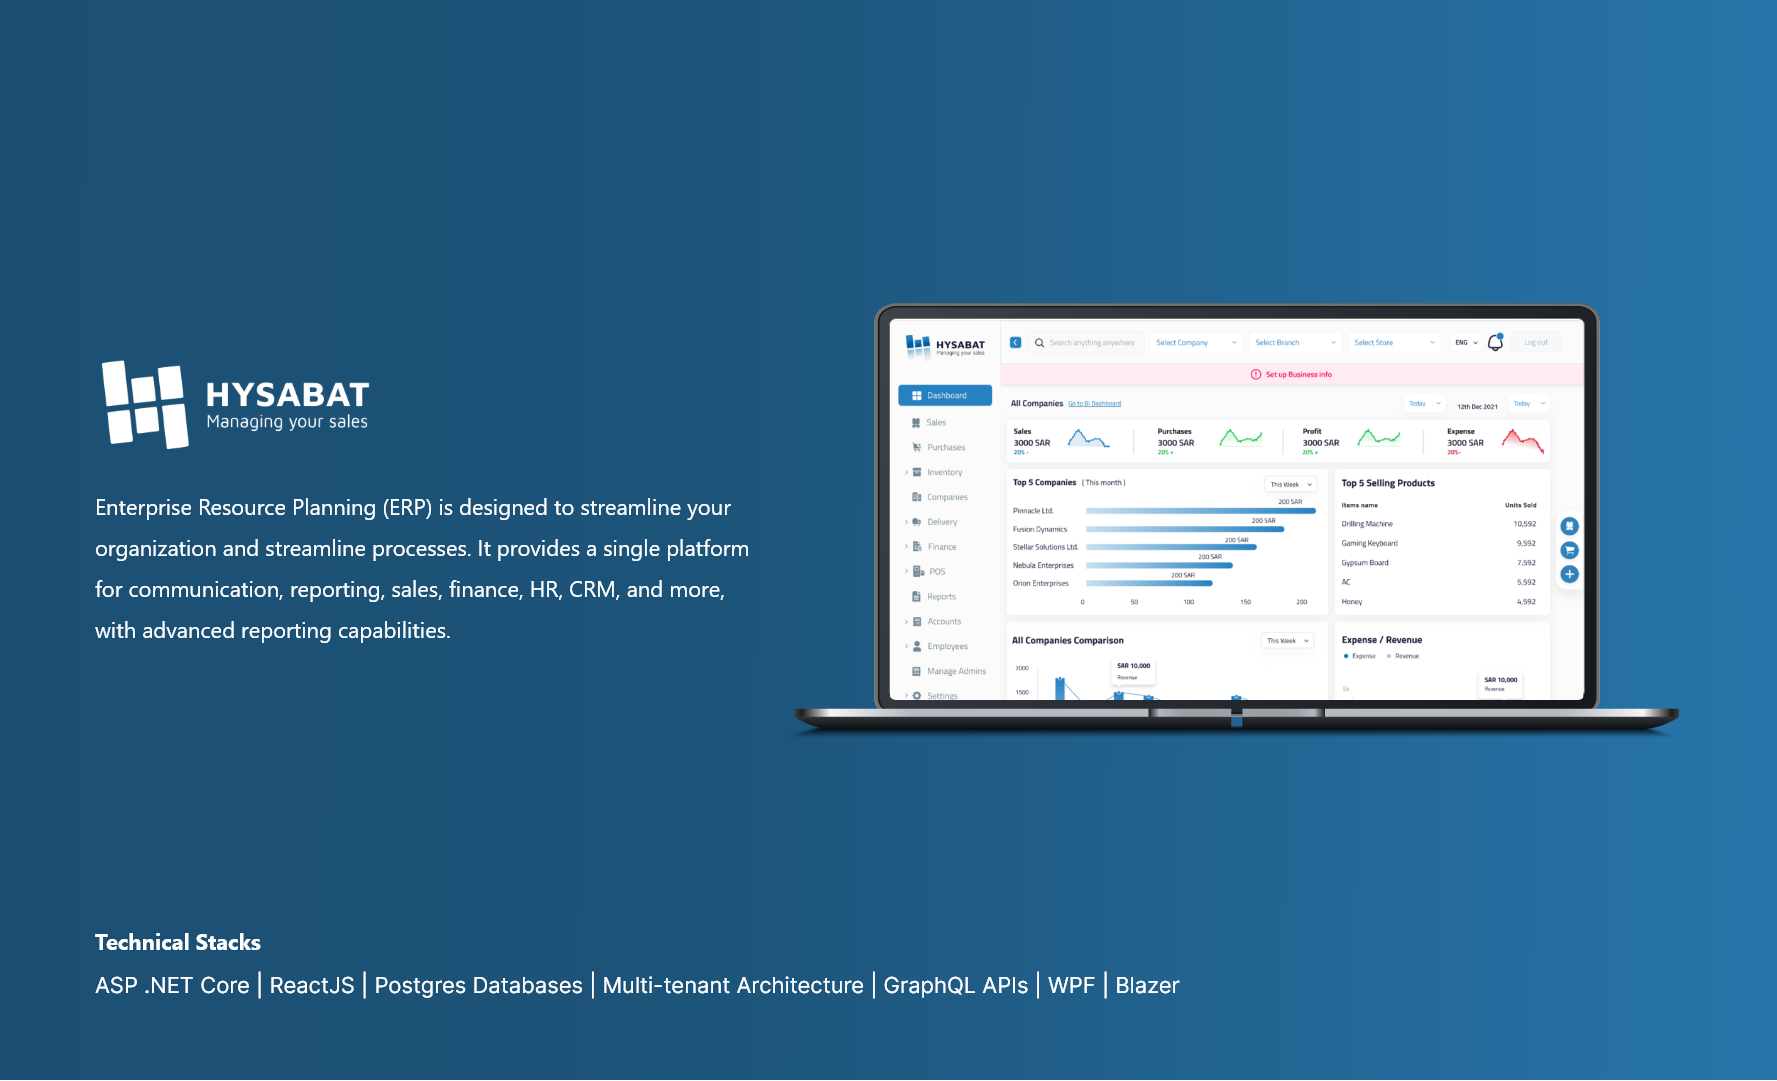 HYSABAT
Managing your sales
Enterprise Resource Planning (ERP) is designed to streamline your
organization and streamline processes. It provides a single platform
for communication, reporting, sales, finance, HR, CRM, and more,
with advanced reporting capabilities.
HYSABAT
Managing your sales
Search anything anywhere
Select Company
Select Branch
Select Store
ENG
Log out
Set up Business info
Dashboard
Sales
Purchases
Inventory
Companies
Delivery
Finance
POS
Reports
Accounts
Employees
Manage Admins
Settings
All Companies Go to BI Dashboard
Today
12th Dec 2021
Today
Sales
3000 SAR
20% -
Purchases
3000 SAR
20% +
Profit
3000 SAR
20% +
Expense
3000 SAR
20%-
Top 5 Companies ( This month )
This Week
200 SAR
Pinnacle Ltd.
200 SAR
Fusion Dynamics
200 SAR
Stellar Solutions Ltd.
200 SAR
Nebula Enterprises
200 SAR
Orion Enterprises
0 50 100 150 200
Top 5 Selling Products
Items name Units Sold
Drilling Machine 10,592
Gaming Keyboard 9,592
Gypsum Board 7,592
AC 5,592
Honey 4,592
All Companies Comparison
This Week
2000
1500
SAR 10,000
Revenue
Expense / Revenue
Expense Revenue
SAR 10,000
Revenue
Technical Stacks
ASP .NET Core | ReactJS | Postgres Databases | Multi-tenant Architecture | GraphQL APIs | WPF | Blazer